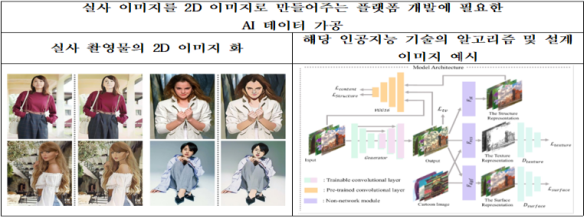 실사 이미지를 2D 이미지로 만들어주는 플랫폼 개발에 필요한
AI 데이터 가공
실사 촬영물의 2D 이미지 화
해당 인공지능 기술의 알고리즘 및 설계
이미지 예시
Model Architecture
Input
Generator
Output
Cartoon Image
The Structure
Representation
The Texture
Representation
The Surface
Representation
: Trainable convolutional layer
: Pre-trained convolutional layer
: Non-network module